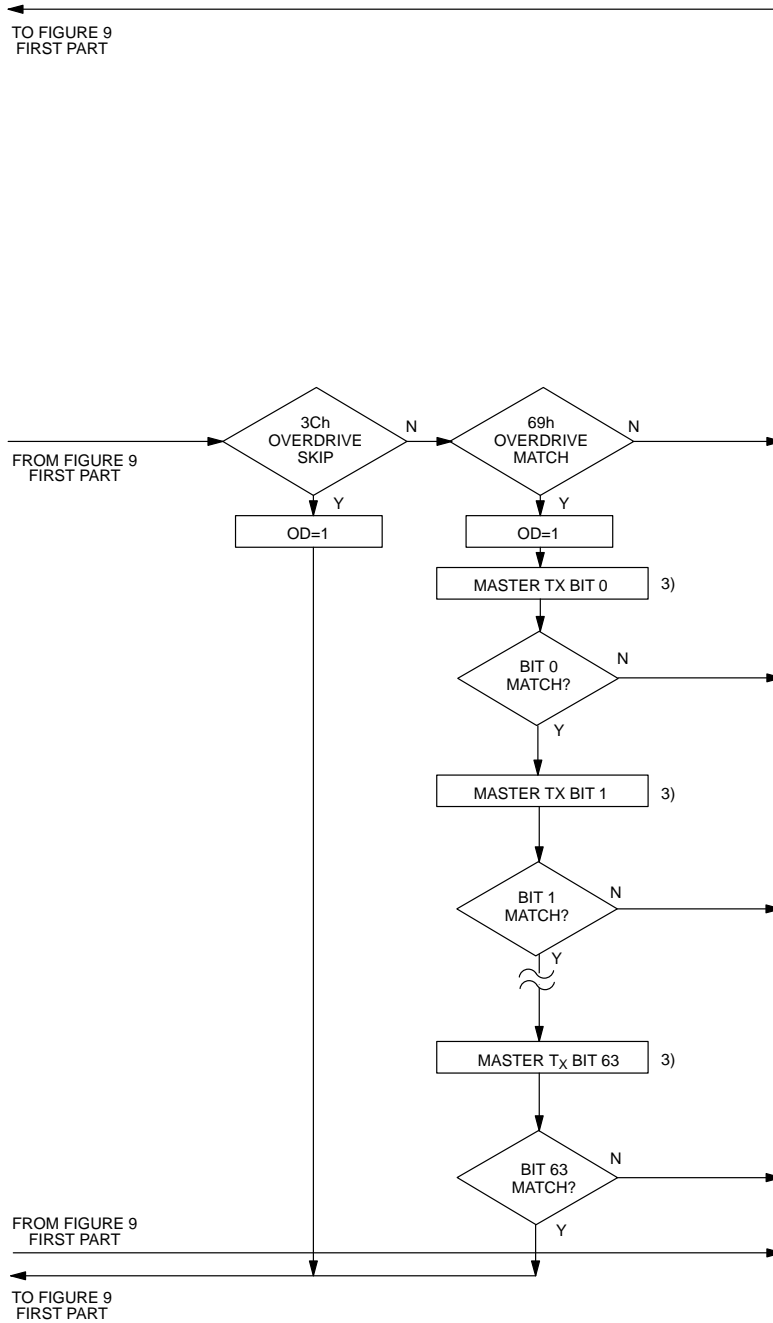 TO FIGURE 9
FIRST PART
3Ch
OVERDRIVE
SKIP
N
69h
OVERDRIVE
MATCH
N
FROM FIGURE 9
FIRST PART
Y
Y
OD=1
OD=1
MASTER TX BIT 0
3)
BIT 0
MATCH?
N
Y
MASTER TX BIT 1
3)
BIT 1
MATCH?
N
Y
MASTER TX BIT 63
3)
BIT 63
MATCH?
N
Y
FROM FIGURE 9
FIRST PART
TO FIGURE 9
FIRST PART